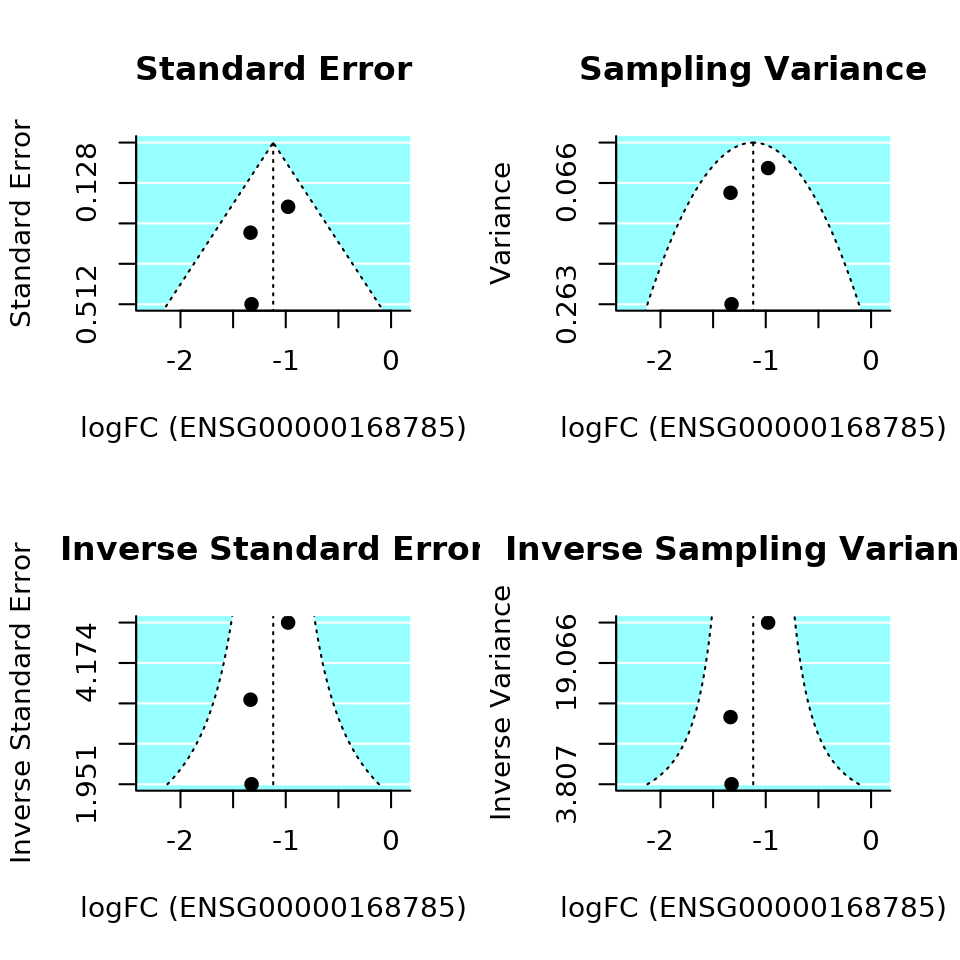 Standard Error
Standard Error
0.128
0.512
-2 -1 0
logFC (ENSG00000168785)
Sampling Variance
Variance
0.066
0.263
-2 -1 0
logFC (ENSG00000168785)
Inverse Standard Error
Inverse Standard Error
4.174
1.951
-2 -1 0
logFC (ENSG00000168785)
Inverse Sampling Varian
Inverse Variance
19.066
3.807
-2 -1 0
logFC (ENSG00000168785)